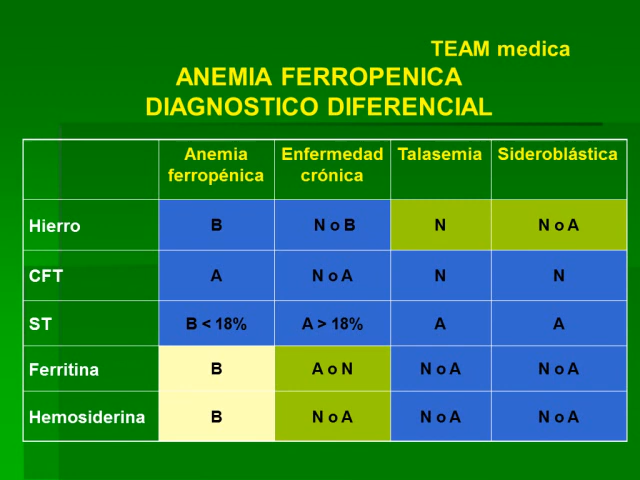 TEAM medica
ANEMIA FERROPENICA
DIAGNOSTICO DIFERENCIAL
Anemia ferropénica Enfermedad crónica Talasemia Sideroblástica
Hierro B N o B N N o A
CFT A N o A N N
ST B < 18% A > 18% A A
Ferritina B A o N N o A N o A
Hemosiderina B N o A N o A N o A